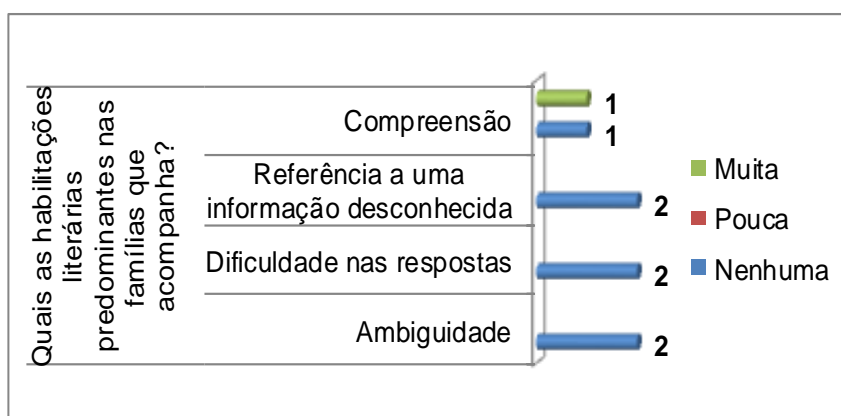 Quais as habilitações
literárias
predominantes nas
famílias que
acompanha?
Compreensão
1
1
Referência a uma
informação desconhecida
2
Dificuldade nas respostas
2
Ambiguidade
2
Muita
Pouca
Nenhuma